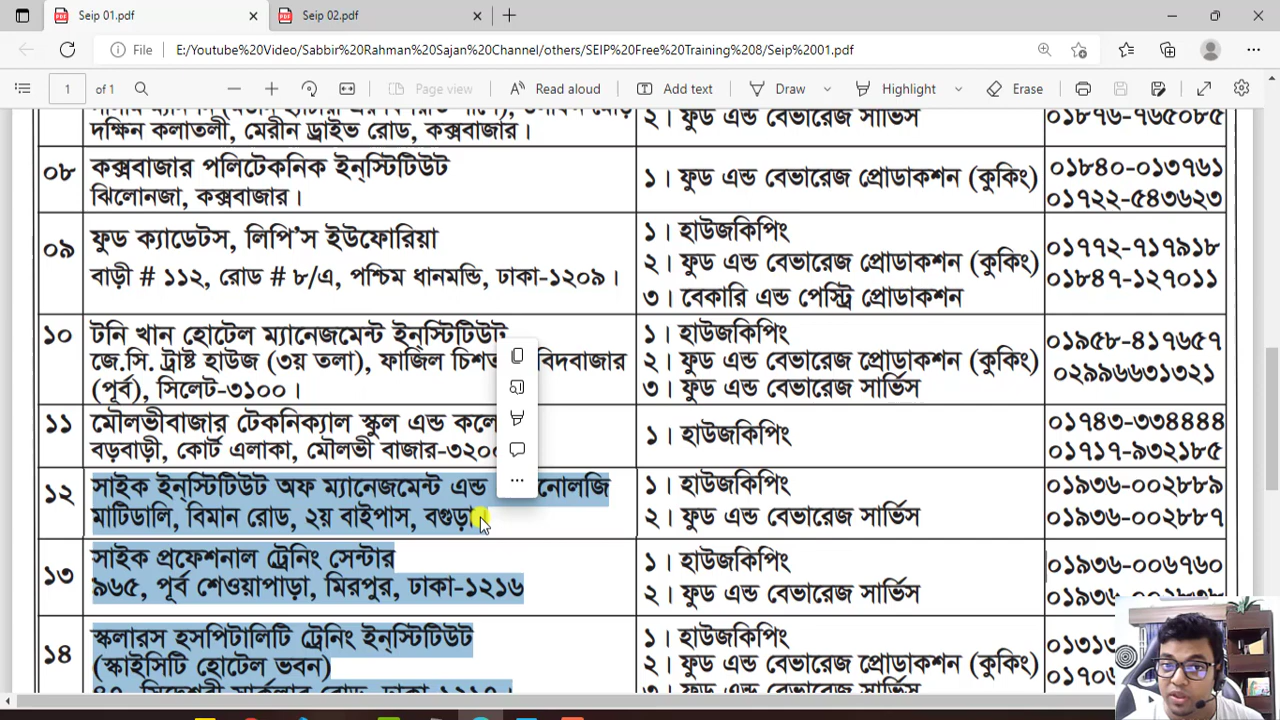 Seip 01.pdf
Seip 02.pdf
File
E:/Youtube%20Video/Sabbir%20Rahman%20Sajan%20Channel/others/SEIP%20Free%20Training%208/Seip%2001.pdf
1 of 1
Page view
Read aloud
Add text
Draw
Highlight
Erase
দক্ষিন কলাতলী, মেরীন ড্রাইভ রোড, কক্সবাজার।
২। ফুড এন্ড বেভারেজ সার্ভিস
০১৮৭৬-৭৬৫০৮৫
০৮
কক্সবাজার পলিটেকনিক ইন্স্টিটিউট
ঝিলোনজা, কক্সবাজার।
১। ফুড এন্ড বেভারেজ প্রোডাকশন (কুকিং)
০১৮৪০-০১৩৭৬১
০১৭২২-৫৪৩৬২৩
০৯
ফুড ক্যাডেটস, লিপি’স ইউফোরিয়া
বাড়ী # ১১২, রোড # ৮/এ, পশ্চিম ধানমন্ডি, ঢাকা-১২০৯।
১। হাউজকিপিং
২। ফুড এন্ড বেভারেজ প্রোডাকশন (কুকিং)
৩। বেকারি এন্ড পেস্ট্রি প্রোডাকশন
০১৭৭২-৭১৭৯১৮
০১৮৪৭-১২৭০১১
১০
টনি খান হোটেল ম্যানেজমেন্ট ইন্স্টিটিউট
জে.সি. ট্রাষ্ট হাউজ (৩য় তলা), ফাজিল বিদবাজার
(পূর্ব), সিলেট-৩১০০।
১। হাউজকিপিং
২। ফুড এন্ড বেভারেজ প্রোডাকশন (কুকিং)
৩। ফুড এন্ড বেভারেজ সার্ভিস
০১৯৫৮-৪১৭৬৫৭
০২৯৯৬৬৩১৩২১
১১
মৌলভীবাজার টেকনিক্যাল স্কুল এন্ড কলে
বড়বাড়ী, কোর্ট এলাকা, মৌলভী বাজার-৩২০০
১। হাউজকিপিং
০১৭৪৩-৩৩৪৪৪৪
০১৭১৭-৯৩২১৮৫
১২
সাইক ইন্স্টিটিউট অফ ম্যানেজমেন্ট এন্ড নোলজি
মাটিডালি, বিমান রোড, ২য় বাইপাস, বগুড়া
১। হাউজকিপিং
২। ফুড এন্ড বেভারেজ সার্ভিস
০১৯৩৬-০০২৮৮৯
০১৯৩৬-০০২৮৮৭
১৩
সাইক প্রফেশনাল ট্রেনিং সেন্টার
৯৬৫, পূর্ব শেওয়াপাড়া, মিরপুর, ঢাকা-১২১৬
১। হাউজকিপিং
২। ফুড এন্ড বেভারেজ সার্ভিস
০১৯৩৬-০০৬৭৬০
১৪
স্কলারস হসপিটালিটি ট্রেনিং ইন্স্টিটিউট
(স্কাইসিটি হোটেল ভবন)
১। হাউজকিপিং
২। ফুড এন্ড বেভারেজ প্রোডাকশন (কুকিং)